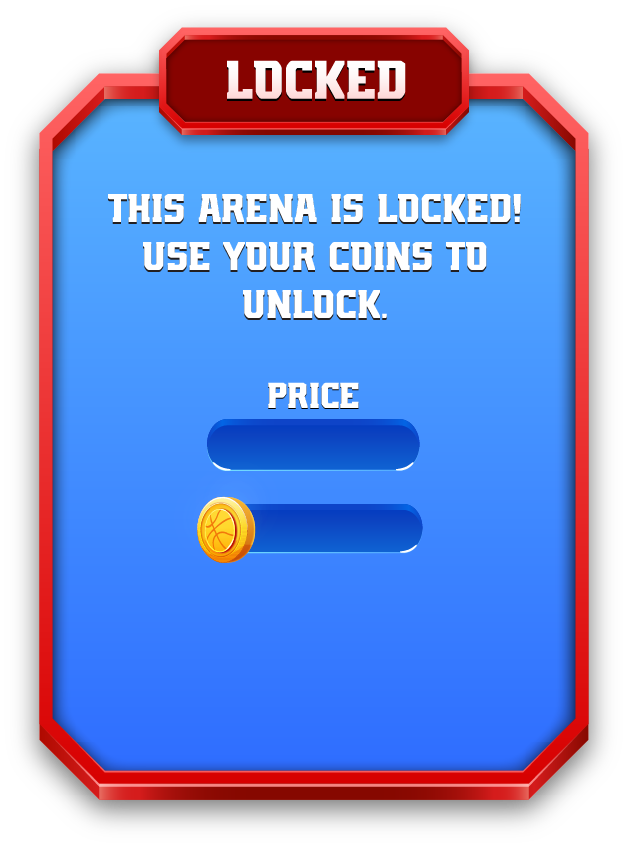 LOCKED
THIS ARENA IS LOCKED!
USE YOUR COINS TO
UNLOCK.
PRICE